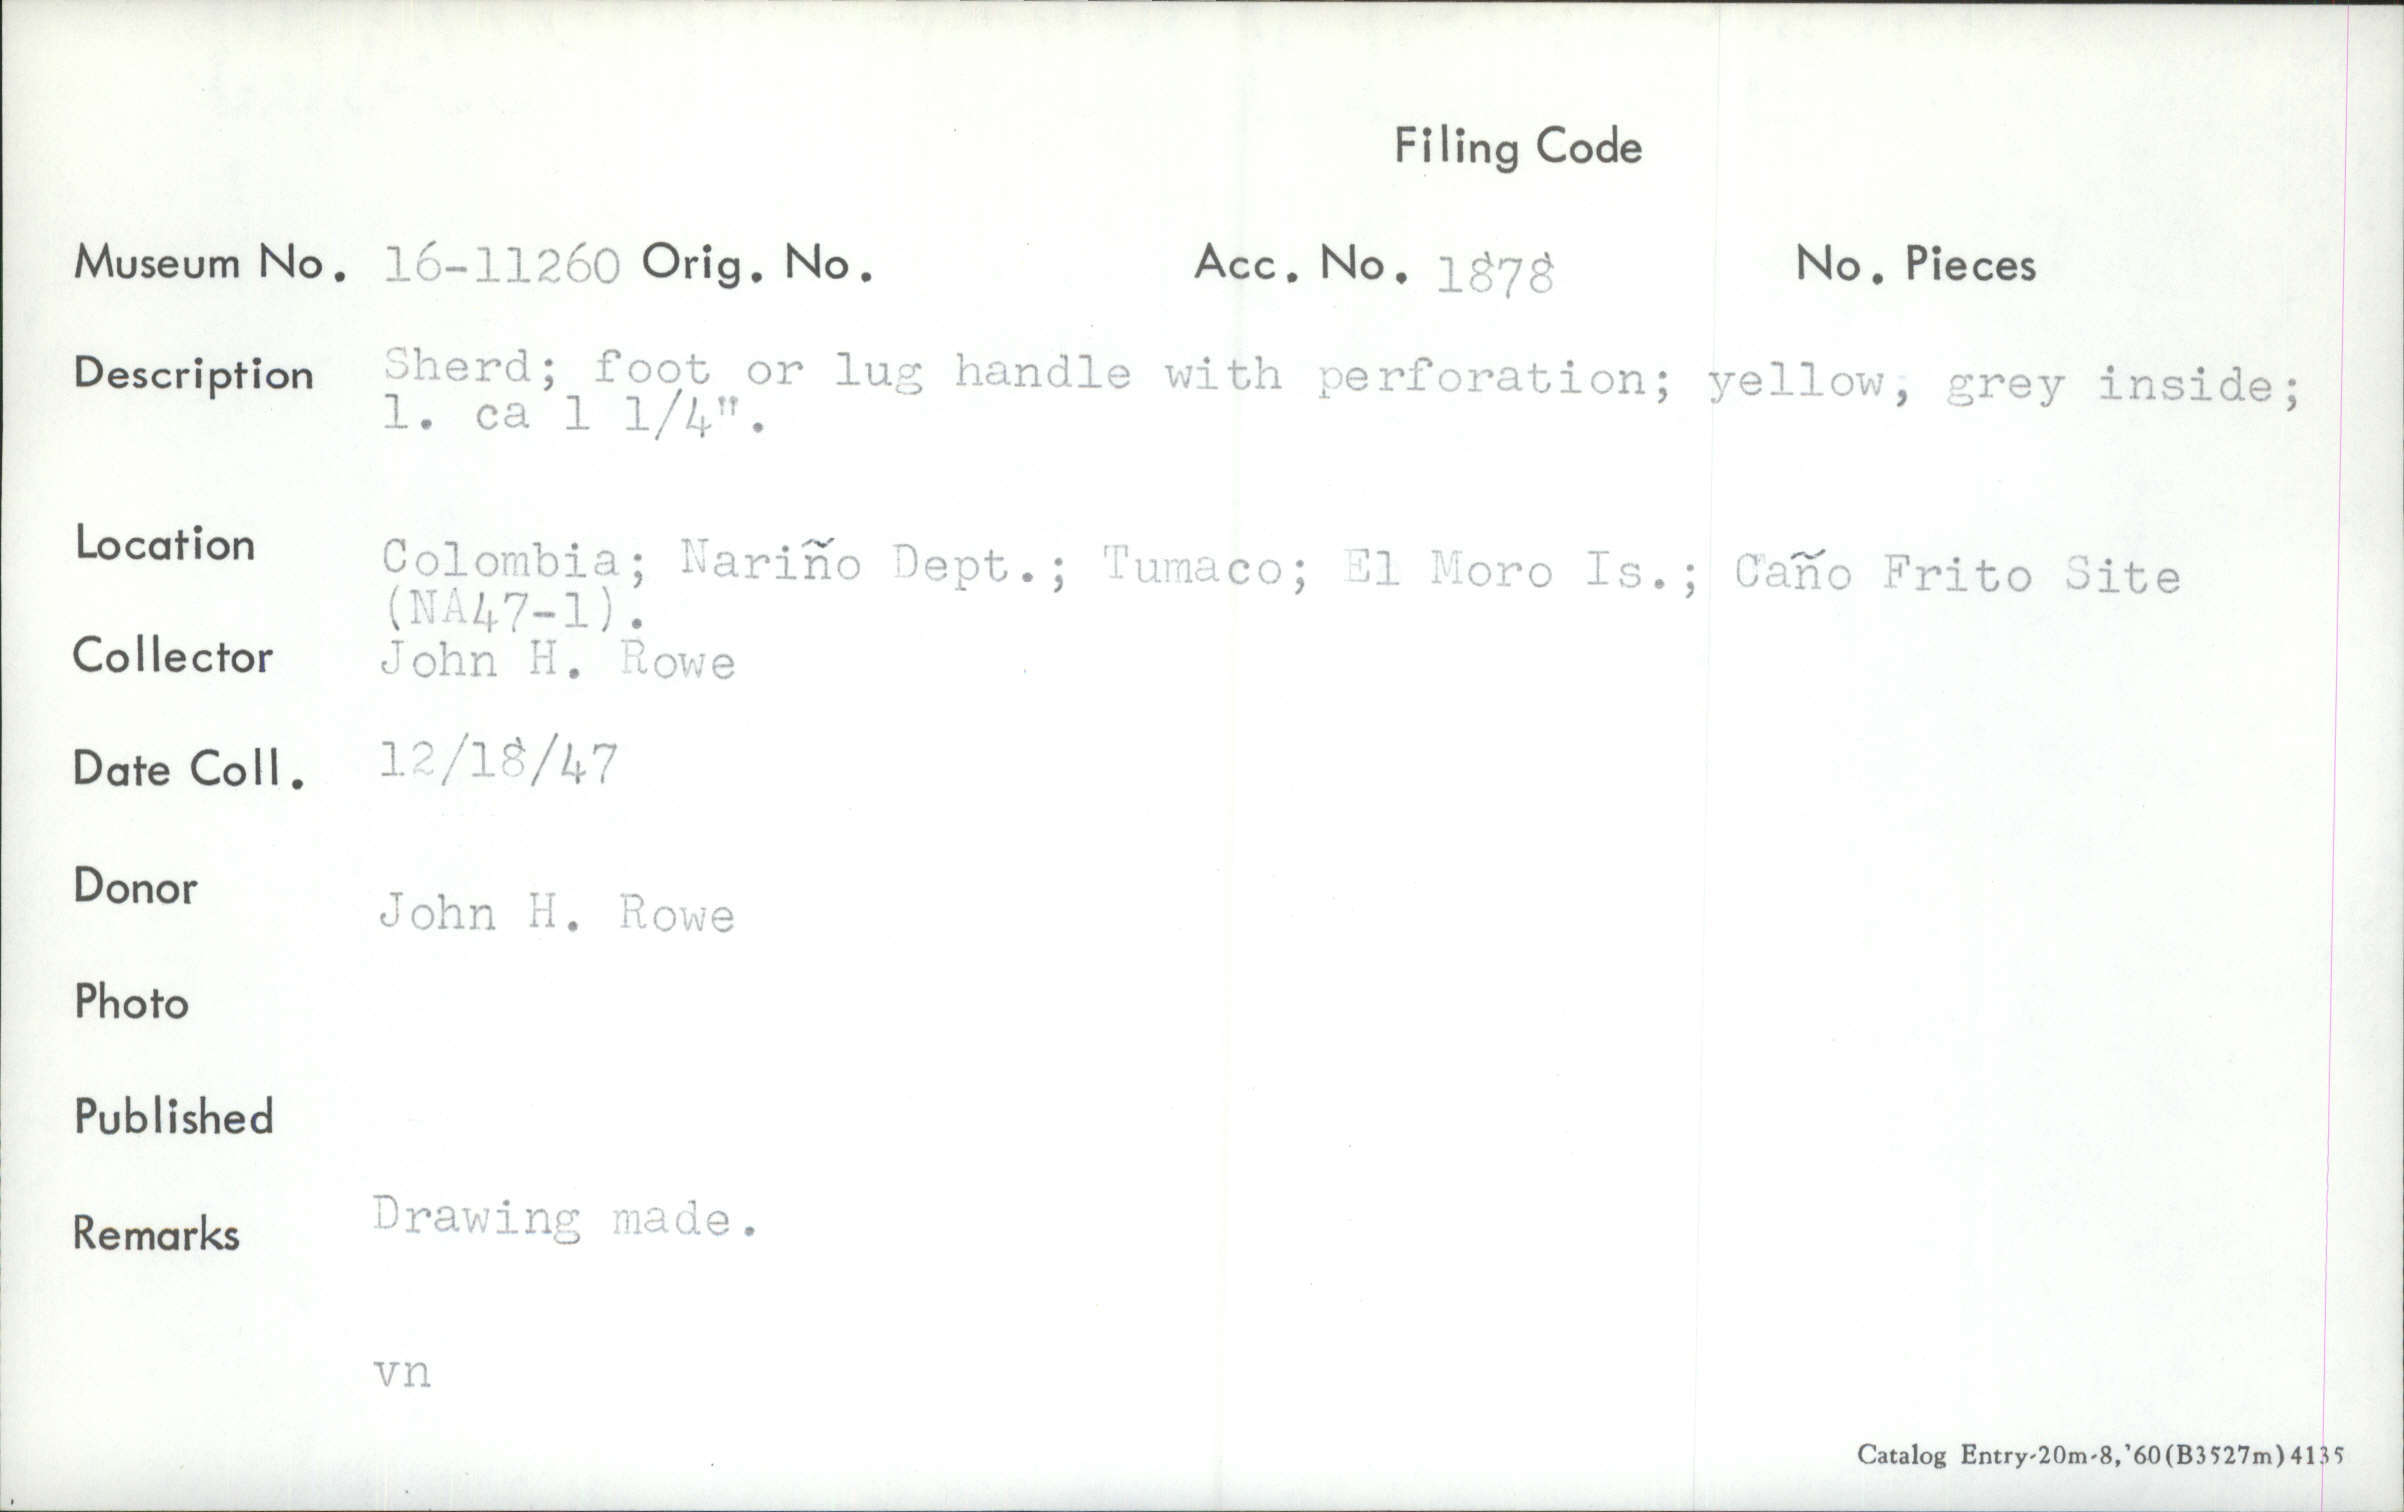 Filing Code
Museum No. 16-11260 Orig. No. Acc. No. 1878 No. Pieces
Description Sherd; foot or lug handle with perforation; yellow, grey inside;
l. ca 1 1/4".
Location Colombia; Nariño Dept.; Tumaco; El Moro Is.; Caño Frito Site
(NA47-1).
Collector John H. Rowe
Date Coll. 12/18/47
Donor John H. Rowe
Photo
Published
Remarks Drawing made.
vn
Catalog Entry-20m-8,'60(B3527m)4135